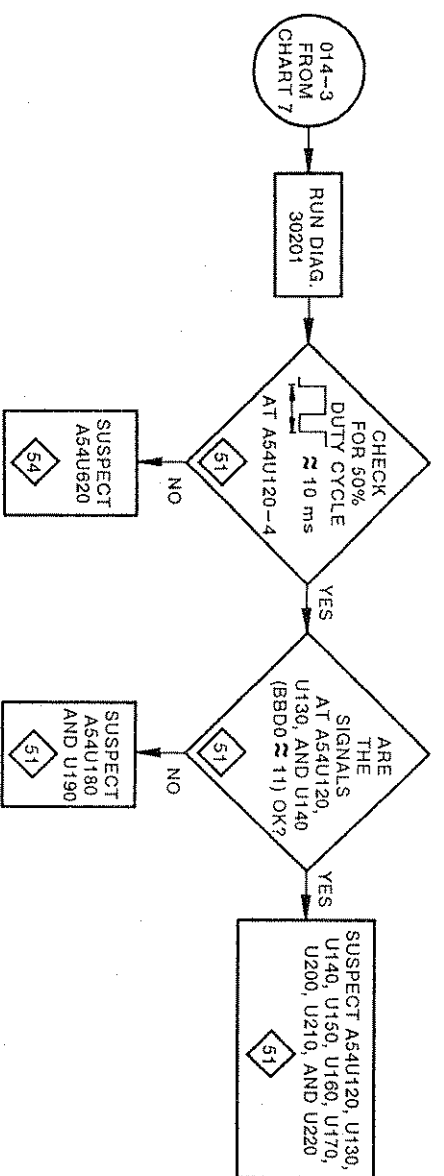 014-3
FROM
CHART 7
RUN DIAG.
30201
CHECK
FOR 50%
DUTY CYCLE
≈ 10 ms
AT A54U120-4
51
NO
SUSPECT
A54U620
54
YES
ARE
THE
SIGNALS
AT A54U120,
U130, AND U140
(BBD0 ≈ 11) OK?
51
NO
SUSPECT
A54U180
AND U190
51
YES
SUSPECT A54U120, U130,
U140, U150, U160, U170,
U200, U210, AND U220
51